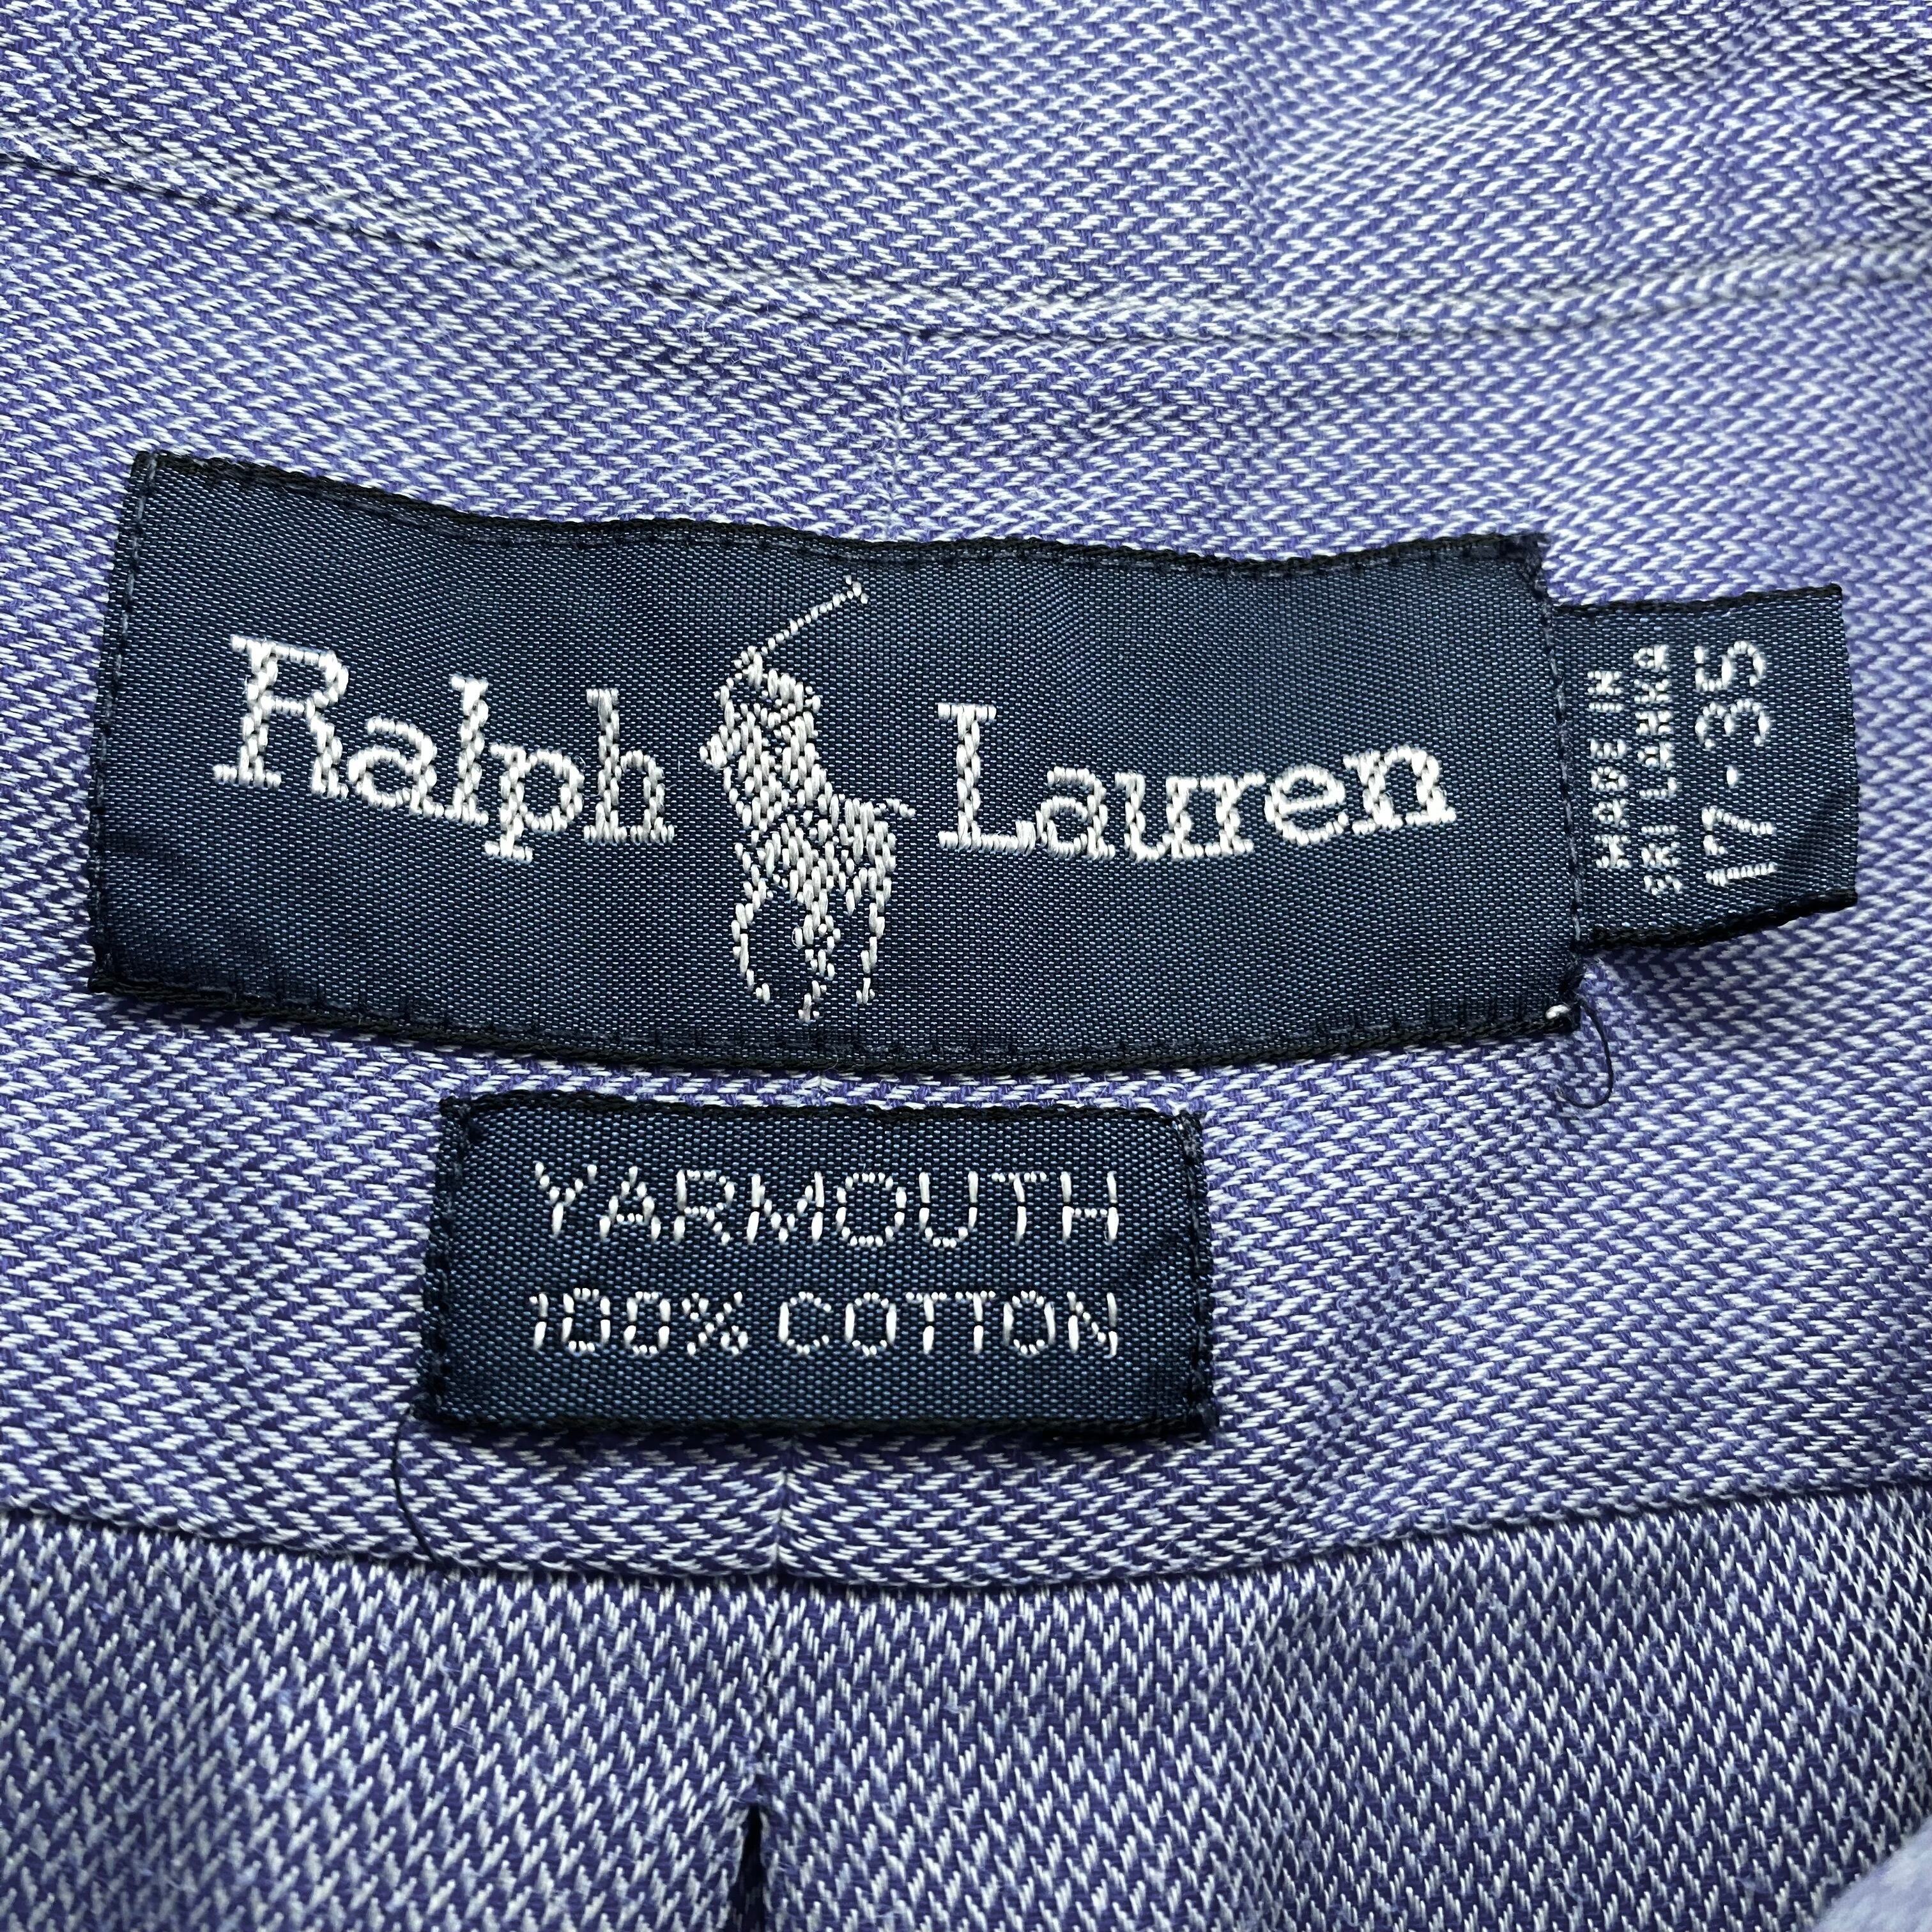 Ralph Lauren
MADE IN
SRI LANKA
17-35
YARMOUTH
100% COTTON